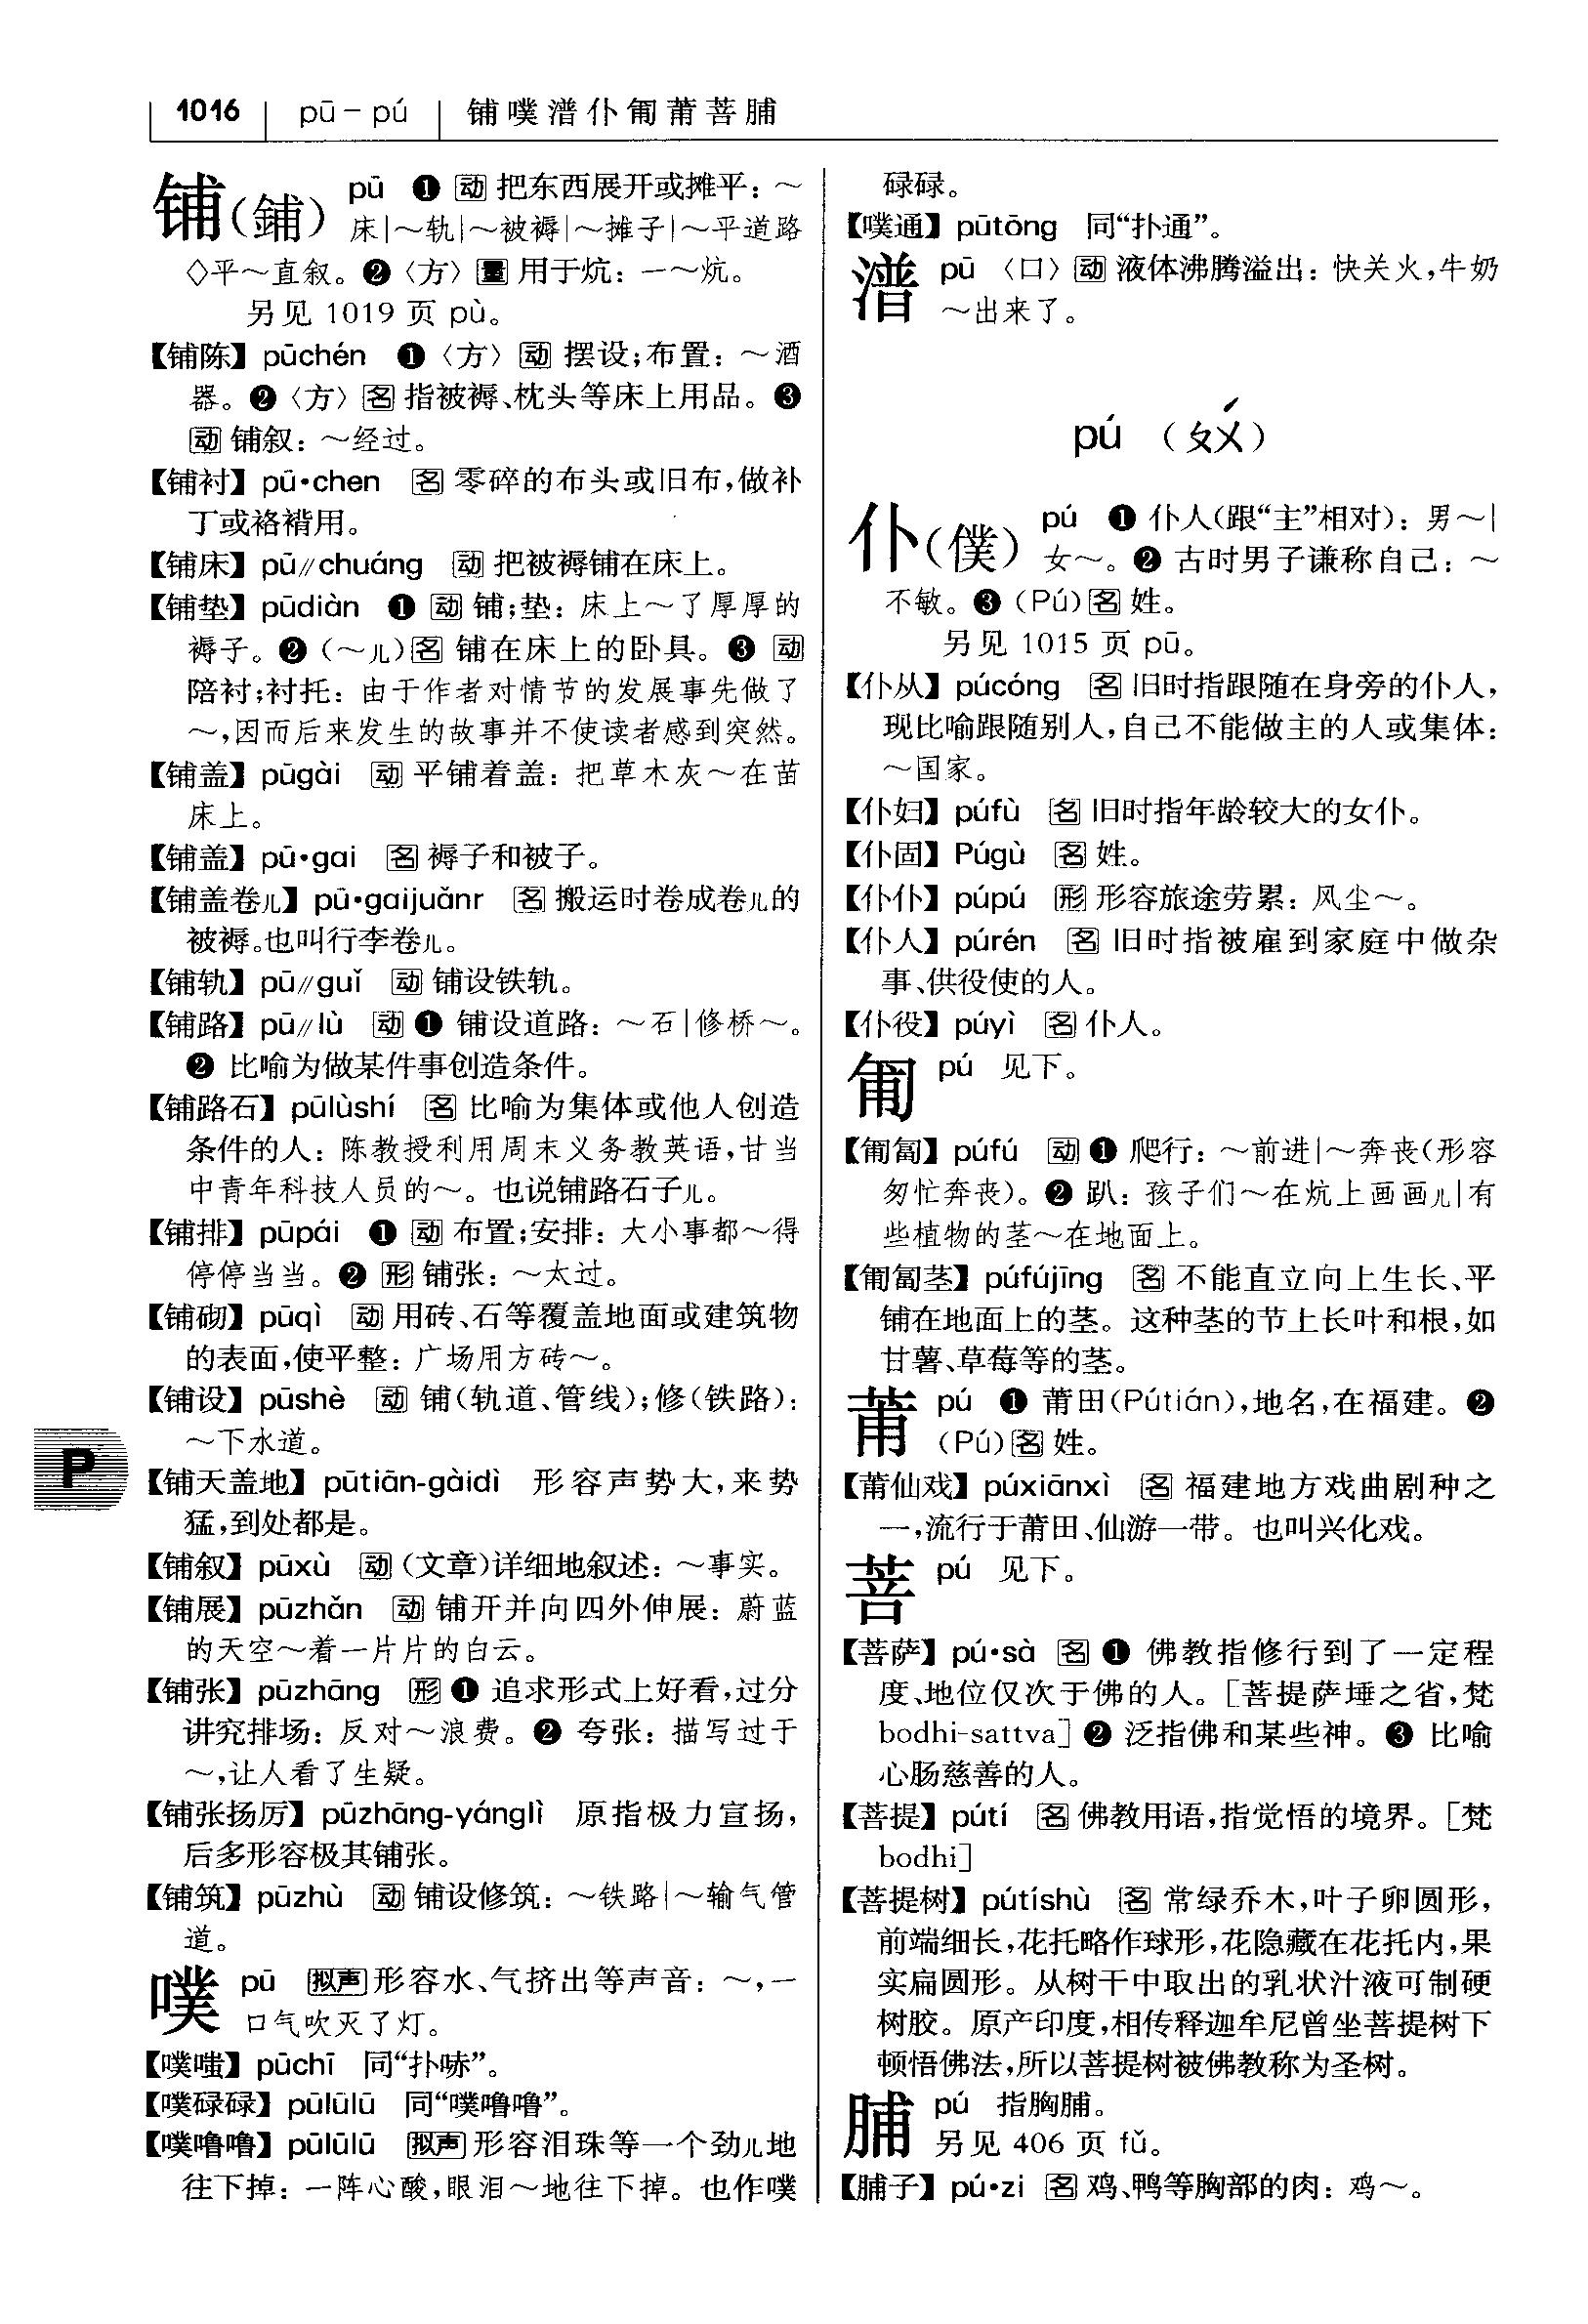 1016 pū－pú 铺噗潽仆匍莆菩脯
铺(鋪) pū ❶ 动 把东西展开或摊平：～
床|～轨|～被褥|～摊子|～平道路
◇平～直叙。❷〈方〉量 用于炕：一～炕。
另见 1019 页 pù。
【铺陈】pūchén ❶〈方〉动 摆设；布置：～酒
器。❷〈方〉名 指被褥、枕头等床上用品。❸
动 铺叙：～经过。
【铺衬】pū·chen 名 零碎的布头或旧布，做补
丁或袼褙用。
【铺床】pū//chuáng 动 把被褥铺在床上。
【铺垫】pūdiàn ❶ 动 铺；垫：床上～了厚厚的
褥子。❷（～儿）名 铺在床上的卧具。❸ 动
陪衬；衬托：由于作者对情节的发展事先做了
～，因而后来发生的故事并不使读者感到突然。
【铺盖】pūgài 动 平铺着盖：把草木灰～在苗
床上。
【铺盖】pū·gai 名 褥子和被子。
【铺盖卷儿】pū·gaijuǎnr 名 搬运时卷成卷儿的
被褥。也叫行李卷儿。
【铺轨】pū//guǐ 动 铺设铁轨。
【铺路】pū//lù 动 ❶ 铺设道路：～石|修桥～。
❷ 比喻为做某件事创造条件。
【铺路石】pūlùshí 名 比喻为集体或他人创造
条件的人：陈教授利用周末义务教英语，甘当
中青年科技人员的～。也说铺路石子儿。
【铺排】pūpái ❶ 动 布置；安排：大小事都～得
停停当当。❷ 形 铺张：～太过。
【铺砌】pūqì 动 用砖、石等覆盖地面或建筑物
的表面，使平整：广场用方砖～。
【铺设】pūshè 动 铺（轨道、管线）；修（铁路）：
～下水道。
【铺天盖地】pūtiān-gàidì 形容声势大，来势
猛，到处都是。
【铺叙】pūxù 动（文章）详细地叙述：～事实。
【铺展】pūzhǎn 动 铺开并向四外伸展：蔚蓝
的天空～着一片片的白云。
【铺张】pūzhāng 形 ❶ 追求形式上好看，过分
讲究排场：反对～浪费。❷ 夸张：描写过于
～，让人看了生疑。
【铺张扬厉】pūzhāng-yánglì 原指极力宣扬，
后多形容极其铺张。
【铺筑】pūzhù 动 铺设修筑：～铁路|～输气管
道。
噗 pū 拟声 形容水、气挤出等声音：～，一
口气吹灭了灯。
【噗嗤】pūchī 同“扑哧”。
【噗碌碌】pūlūlū 同“噗噜噜”。
【噗噜噜】pūlūlū 拟声 形容泪珠等一个劲儿地
往下掉：一阵心酸，眼泪～地往下掉。也作噗
P
碌碌。
【噗通】pūtōng 同“扑通”。
潽 pū〈口〉动 液体沸腾溢出：快关火，牛奶
～出来了。
pú （ㄆㄨˊ）
仆(僕) pú ❶ 仆人（跟“主”相对）：男～|
女～。❷ 古时男子谦称自己：～
不敏。❸（Pú）名 姓。
另见 1015 页 pū。
【仆从】púcóng 名 旧时指跟随在身旁的仆人，
现比喻跟随别人，自己不能做主的人或集体：
～国家。
【仆妇】púfù 名 旧时指年龄较大的女仆。
【仆固】Púgù 名 姓。
【仆仆】púpú 形 形容旅途劳累：风尘～。
【仆人】púrén 名 旧时指被雇到家庭中做杂
事、供役使的人。
【仆役】púyì 名 仆人。
匍 pú 见下。
【匍匐】púfú 动 ❶ 爬行：～前进|～奔丧（形容
匆忙奔丧）。❷ 趴：孩子们～在炕上画画儿|有
些植物的茎～在地面上。
【匍匐茎】púfújīng 名 不能直立向上生长、平
铺在地面上的茎。这种茎的节上长叶和根，如
甘薯、草莓等的茎。
莆 pú ❶ 莆田（Pútián），地名，在福建。❷
（Pú）名 姓。
【莆仙戏】púxiānxì 名 福建地方戏曲剧种之
一，流行于莆田、仙游一带。也叫兴化戏。
菩 pú 见下。
【菩萨】pú·sà 名 ❶ 佛教指修行到了一定程
度、地位仅次于佛的人。［菩提萨埵之省，梵
bodhi-sattva］❷ 泛指佛和某些神。❸ 比喻
心肠慈善的人。
【菩提】pútí 名 佛教用语，指觉悟的境界。［梵
bodhi］
【菩提树】pútíshù 名 常绿乔木，叶子卵圆形，
前端细长，花托略作球形，花隐藏在花托内，果
实扁圆形。从树干中取出的乳状汁液可制硬
树胶。原产印度，相传释迦牟尼曾坐菩提树下
顿悟佛法，所以菩提树被佛教称为圣树。
脯 pú 指胸脯。
另见 406 页 fǔ。
【脯子】pú·zi 名 鸡、鸭等胸部的肉：鸡～。